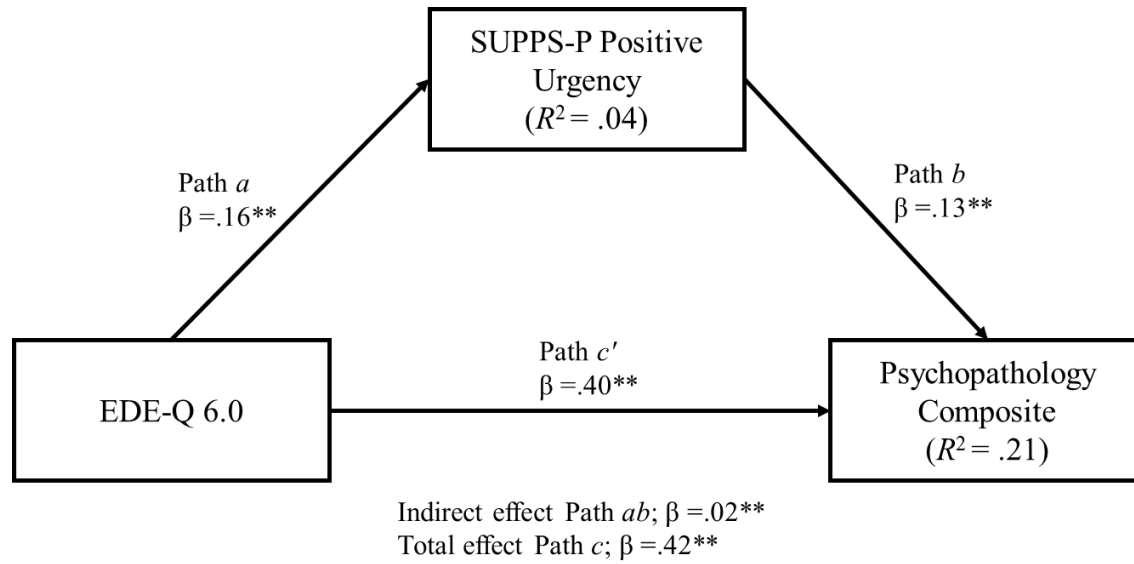 SUPPS-P Positive
Urgency
(R² = .04)
Path a
β =.16**
Path b
β =.13**
Path c′
β =.40**
EDE-Q 6.0
Psychopathology
Composite
(R² = .21)
Indirect effect Path ab; β =.02**
Total effect Path c; β =.42**